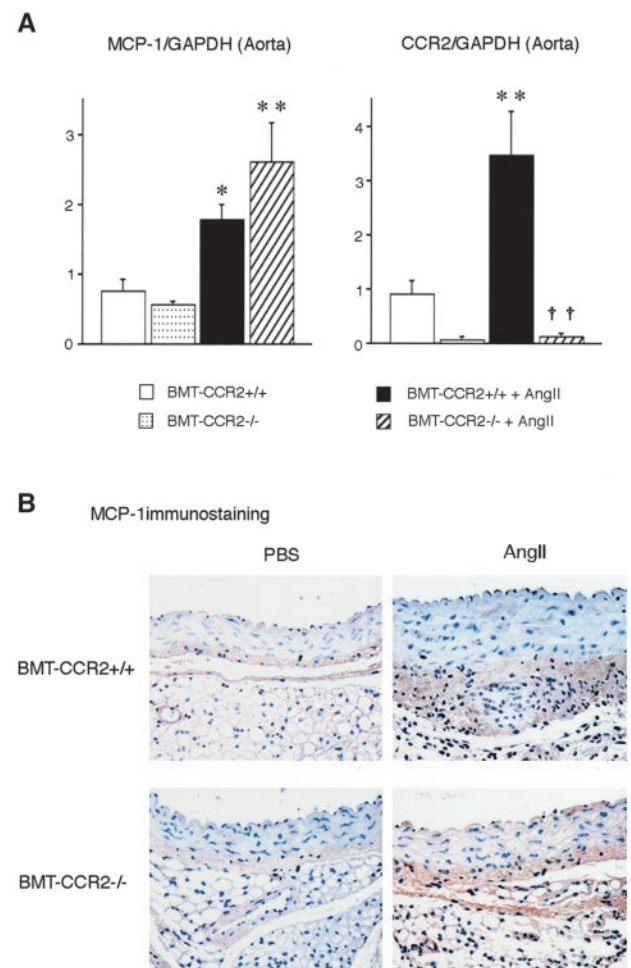 A
MCP-1/GAPDH (Aorta)
CCR2/GAPDH (Aorta)
3
2
1
0
*
**
4
3
2
1
0
**
††
BMT-CCR2+/+
BMT-CCR2-/-
BMT-CCR2+/+ + AngII
BMT-CCR2-/- + AngII
B
MCP-1immunostaining
PBS
AngII
BMT-CCR2+/+
BMT-CCR2-/-